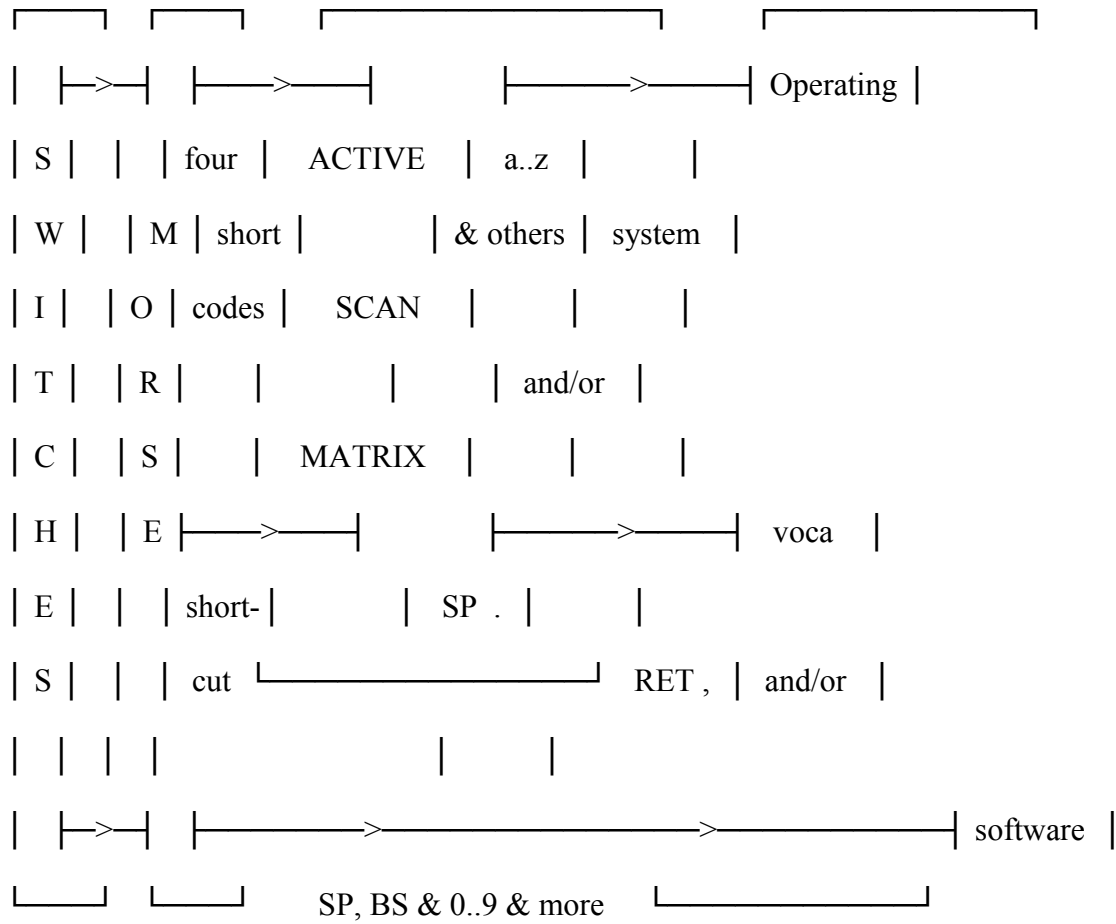 > > > Operating
S four ACTIVE a..z
W M short & others system
I O codes SCAN
T R and/or
C S MATRIX
H E > > voca
E short- SP .
S cut RET , and/or
> > > software
SP, BS & 0..9 & more